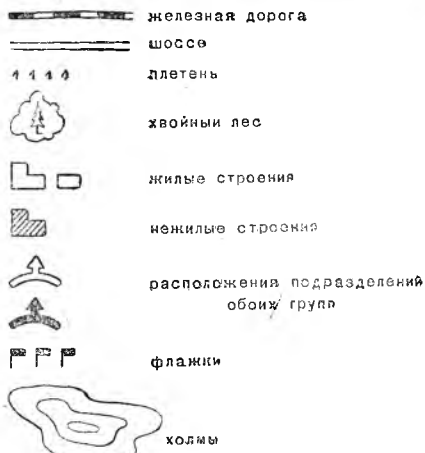 железная дорога
шоссе
плетень
хвойный лес
жилые строения
нежилые строения
расположения подразделений
обоих групп
флажки
холмы